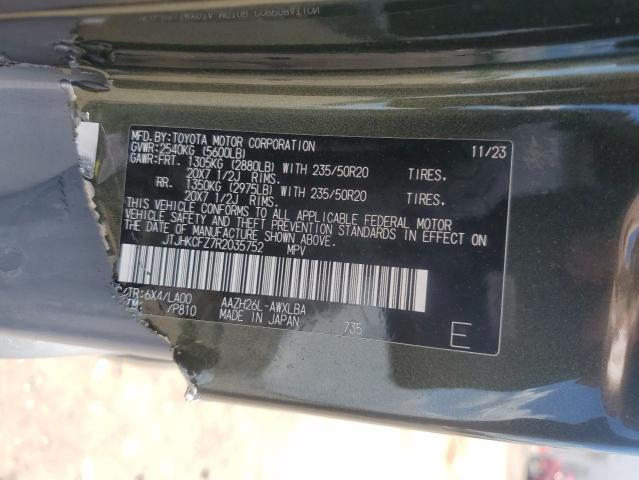 MFD.BY:TOYOTA MOTOR CORPORATION 11/23
GVWR:2540KG (5600LB)
GAWR:FRT. 1305KG (2880LB) WITH 235/50R20 TIRES.
20X7 1/2J RIMS.
RR. 1350KG (2975LB) WITH 235/50R20 TIRES.
20X7 1/2J RIMS.
THIS VEHICLE CONFORMS TO ALL APPLICABLE FEDERAL MOTOR
VEHICLE SAFETY AND THEFT PREVENTION STANDARDS IN EFFECT ON
THE DATE OF MANUFACTURE SHOWN ABOVE.
JTJHKCFZ7R2035752 MPV
/TR:6X4/LA00 AAZH26L-AWXLBA
/P810 MADE IN JAPAN 735 E